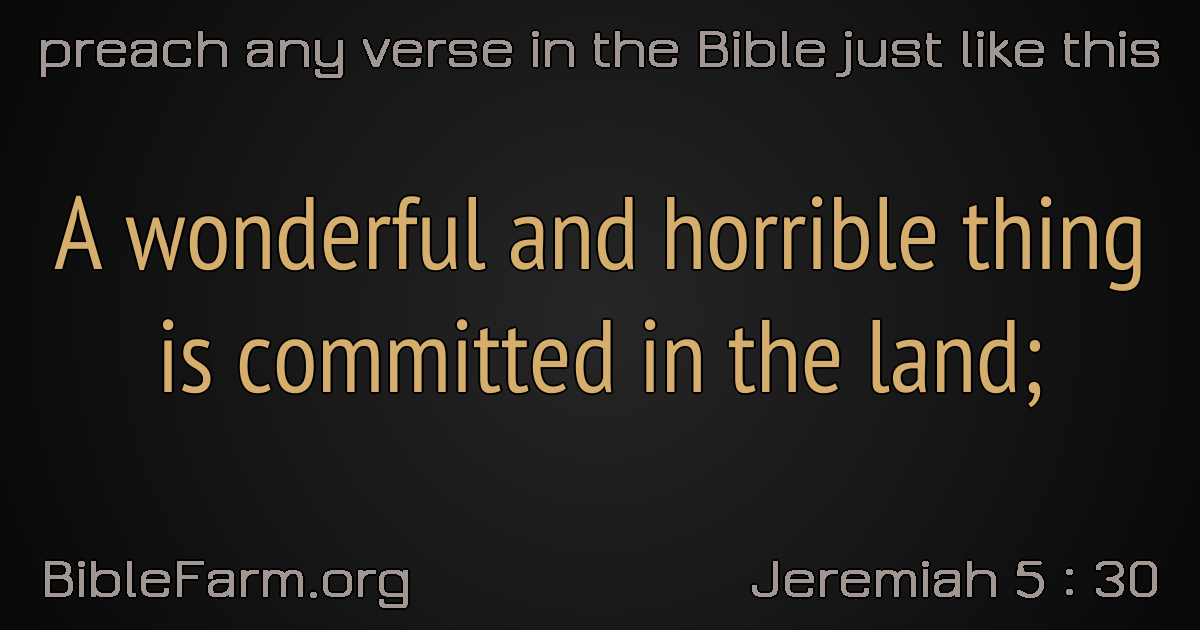 preach any verse in the Bible just like this
A wonderful and horrible thing
is committed in the land;
BibleFarm.org
Jeremiah 5 : 30